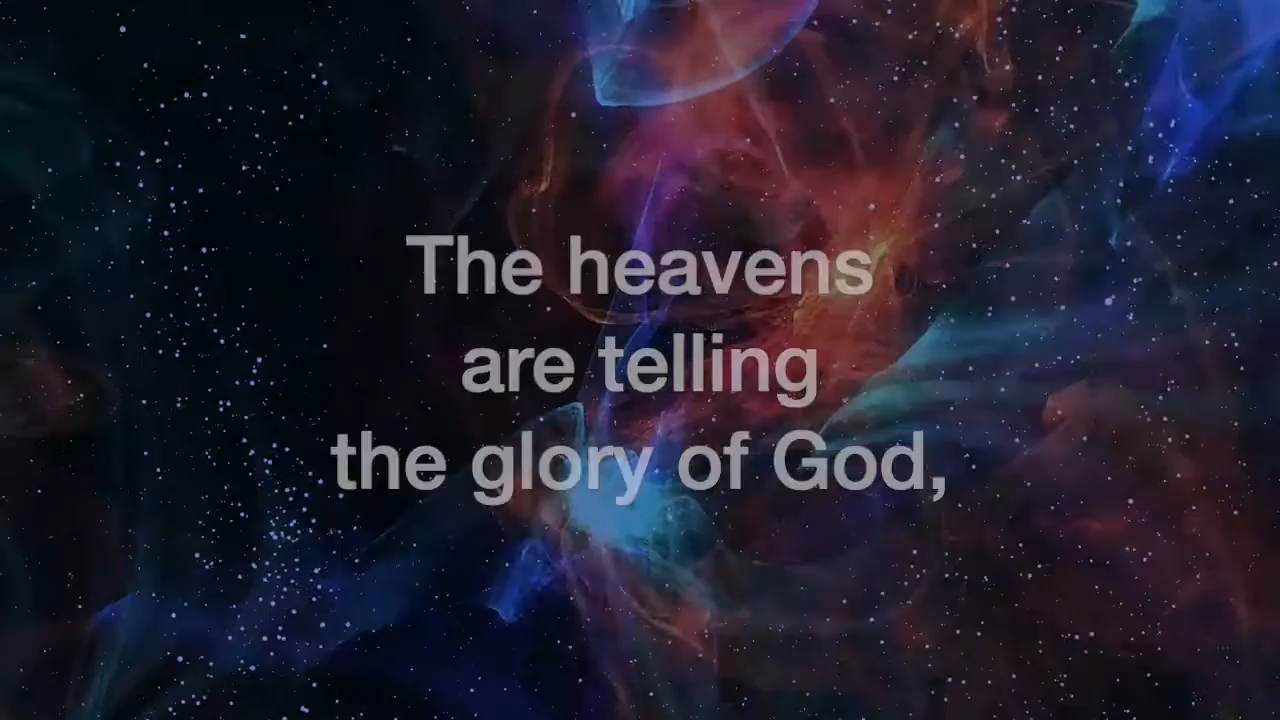 The heavens
are telling
the glory of God,